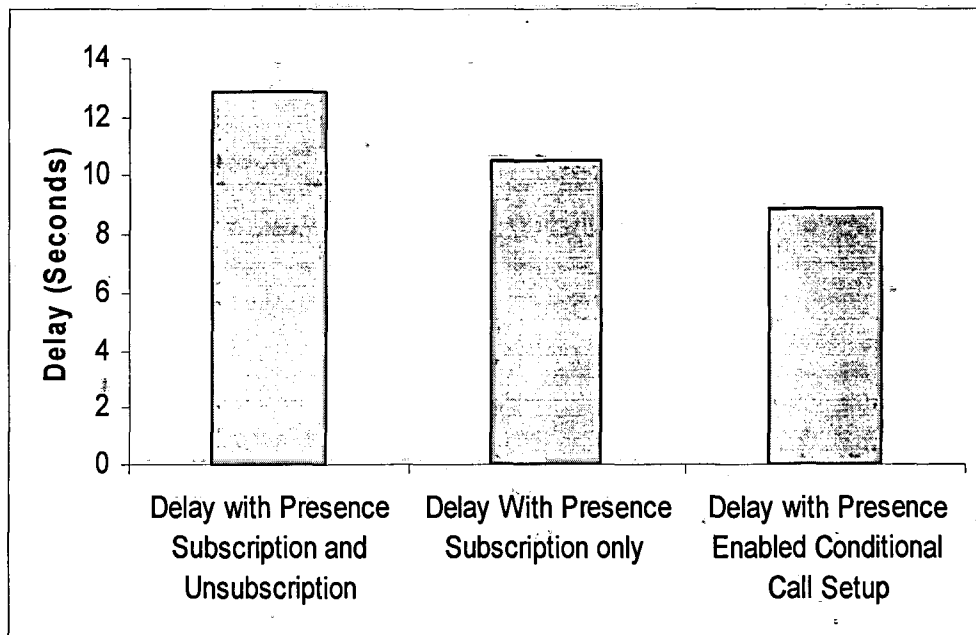 14
12
10
8
6
4
2
0
Delay (Seconds)
Delay with Presence
Subscription and
Unsubscription
Delay With Presence
Subscription only
Delay with Presence
Enabled Conditional
Call Setup